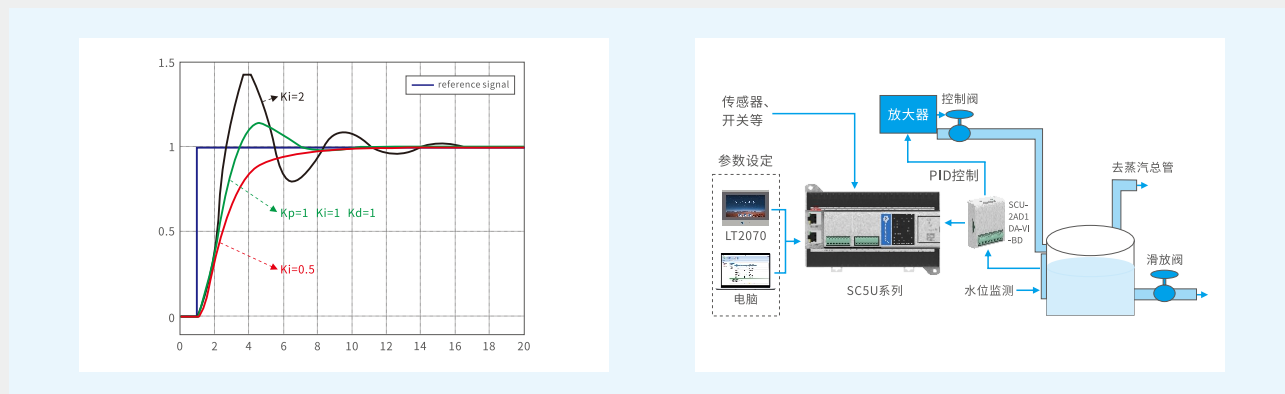 1.5
1
0.5
0
0
2
4
6
8
10
12
14
16
18
20
reference signal
Ki=2
Kp=1 Ki=1 Kd=1
Ki=0.5
传感器、
开关等
参数设定
LT2070
电脑
SC5U系列
放大器
控制阀
PID控制
SCU-
2AD1
DA-VI
-BD
去蒸汽总管
滑放阀
水位监测